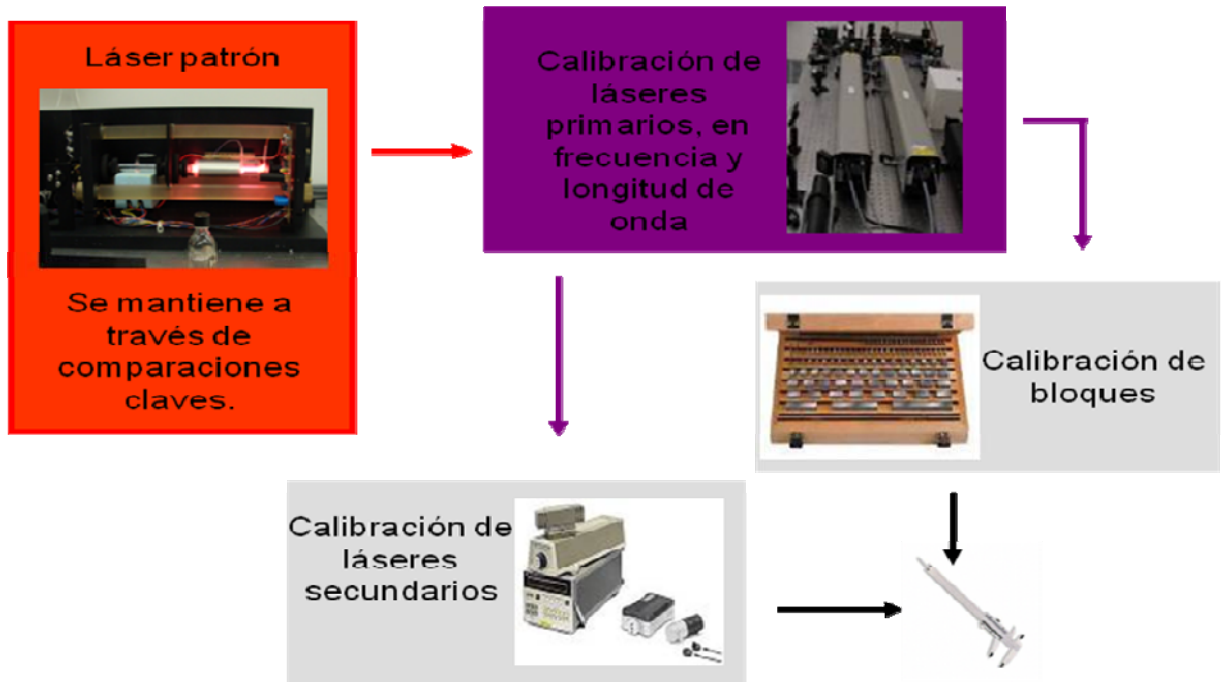 Láser patrón
Se mantiene a
través de
comparaciones
claves.
Calibración de
láseres
primarios, en
frecuencia y
longitud de
onda
Calibración de
bloques
Calibración de
láseres
secundarios